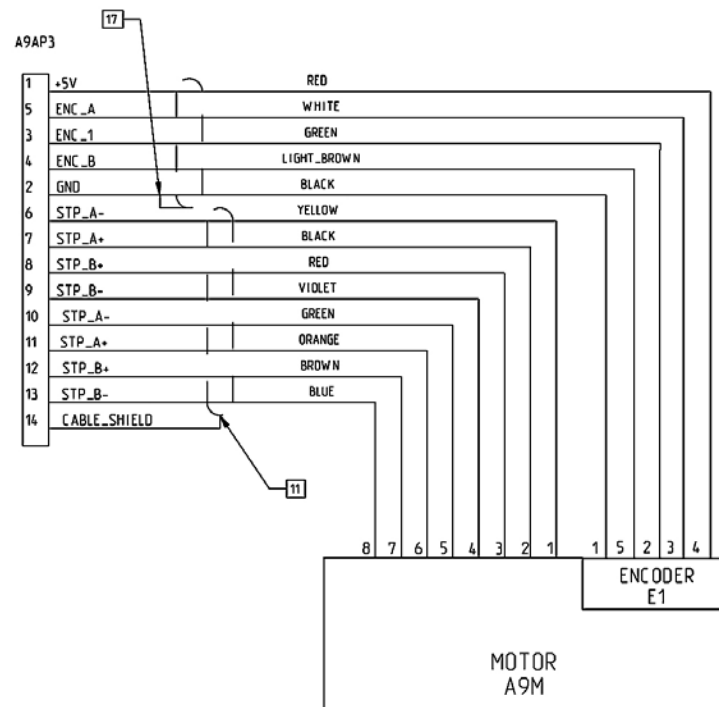 17
A9AP3
1 +5V RED
5 ENC_A WHITE
3 ENC_1 GREEN
4 ENC_B LIGHT_BROWN
2 GND BLACK
6 STP_A- YELLOW
7 STP_A+ BLACK
8 STP_B+ RED
9 STP_B- VIOLET
10 STP_A- GREEN
11 STP_A+ ORANGE
12 STP_B+ BROWN
13 STP_B- BLUE
14 CABLE_SHIELD
11
8 7 6 5 4 3 2 1 1 5 2 3 4
ENCODER
E1
MOTOR
A9M